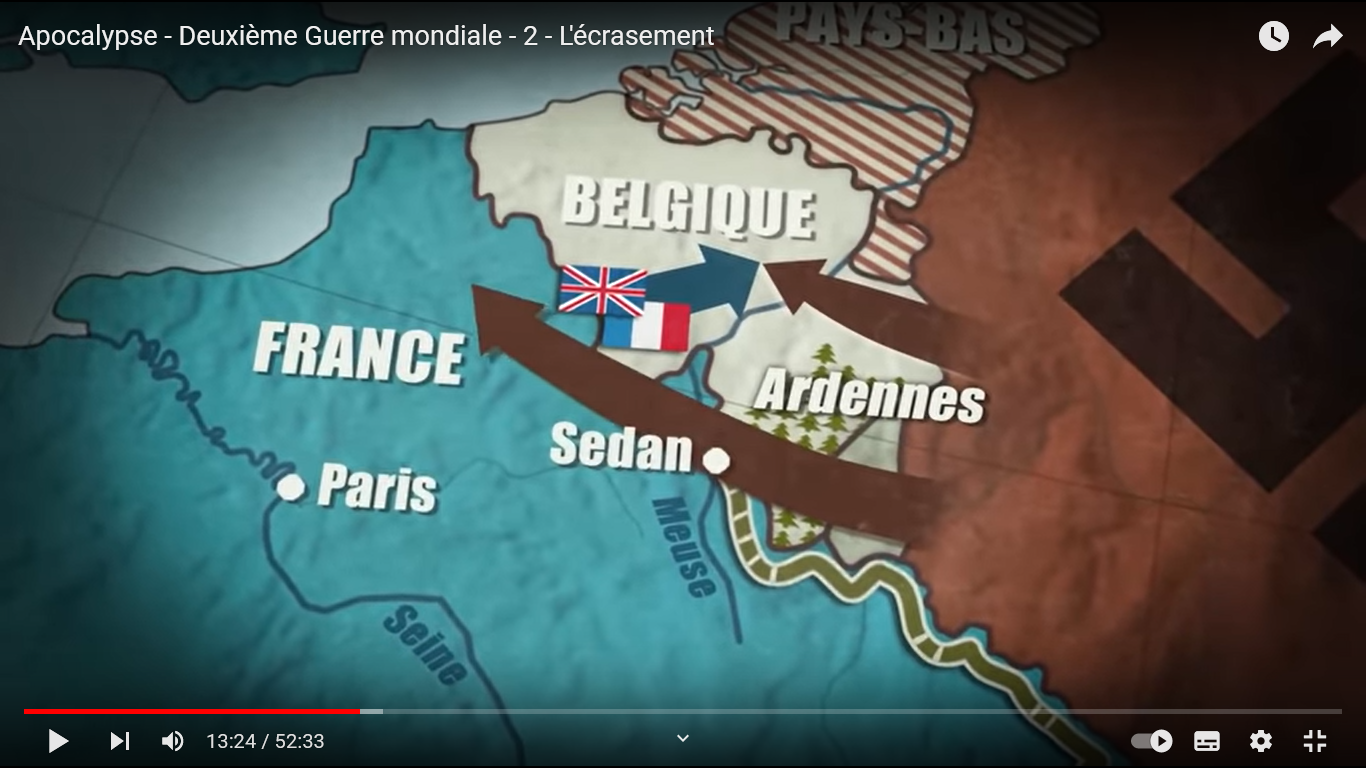 Apocalypse - Deuxième Guerre mondiale - 2 - L'écrasement
PAYS-BAS
BELGIQUE
FRANCE
Ardennes
Sedan
Paris
Meuse
Seine
13:24 / 52:33